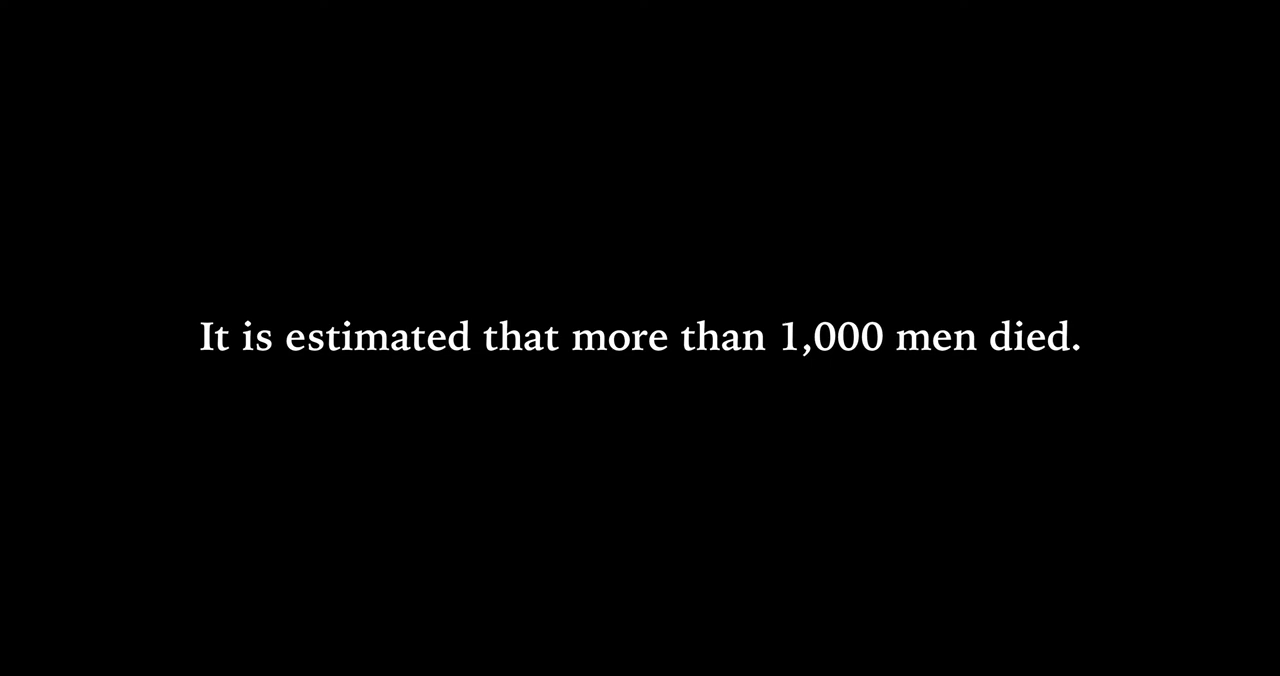 It is estimated that more than 1,000 men died.